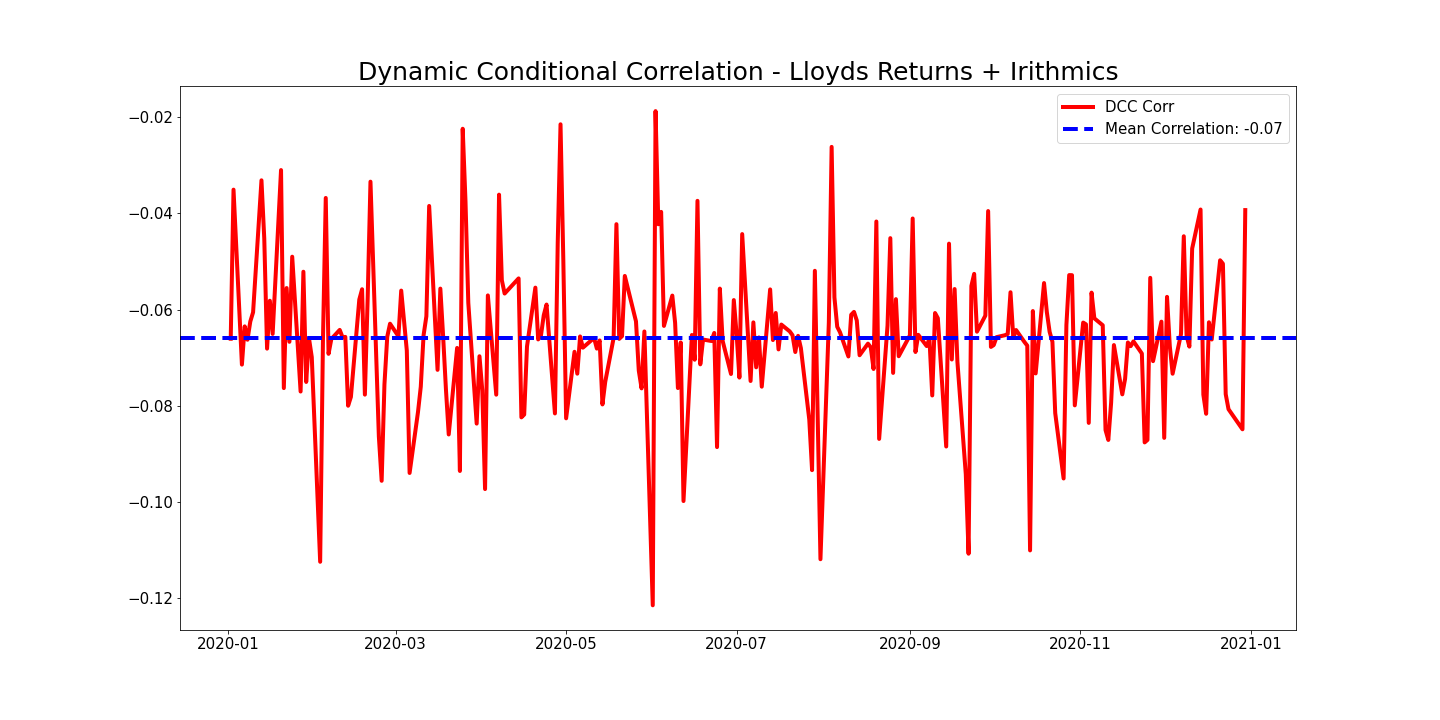 Dynamic Conditional Correlation - Lloyds Returns + Irithmics
DCC Corr
Mean Correlation: -0.07
−0.02
−0.04
−0.06
−0.08
−0.10
−0.12
2020-01 2020-03 2020-05 2020-07 2020-09 2020-11 2021-01